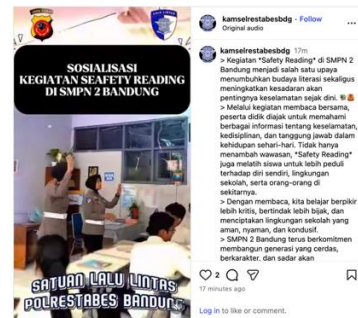 SOSIALISASI
KEGIATAN SEAFETY READING
DI SMPN 2 BANDUNG
SATUAN LALU LINTAS
POLRESTABES BANDUNG
kamselrestabesbdg · Follow
Original audio
kamselrestabesbdg 17m
> Kegiatan *Safety Reading* di SMPN 2
Bandung menjadi salah satu upaya
menumbuhkan budaya literasi sekaligus
meningkatkan kesadaran akan
pentingnya keselamatan sejak dini.
> Melalui kegiatan membaca bersama,
peserta didik diajak untuk memahami
berbagai informasi tentang keselamatan,
kedisiplinan, dan tanggung jawab dalam
kehidupan sehari-hari. Tidak hanya
menambah wawasan, *Safety Reading*
juga melatih siswa untuk lebih peduli
terhadap diri sendiri, lingkungan
sekolah, serta orang-orang di
sekitarnya.
> Dengan membaca, kita belajar berpikir
lebih kritis, bertindak lebih bijak, dan
menciptakan lingkungan sekolah yang
aman, nyaman, dan kondusif.
> SMPN 2 Bandung terus berkomitmen
membangun generasi yang cerdas,
berkarakter, dan sadar akan
2
17 minutes ago
Log in to like or comment.